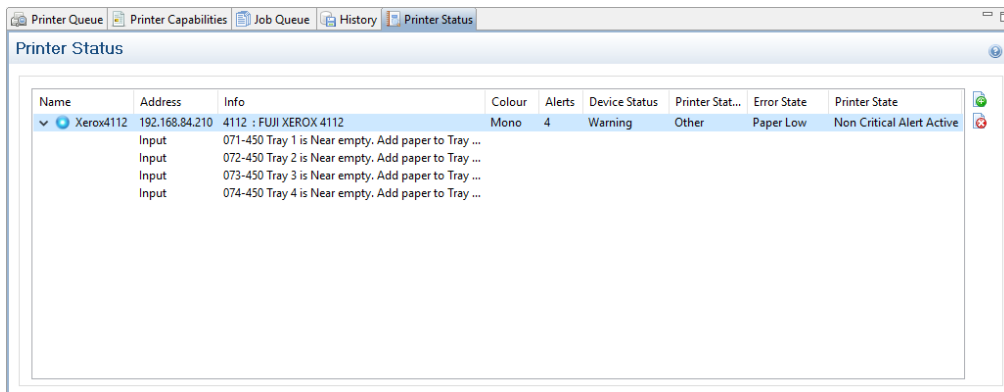 Printer Queue Printer Capabilities Job Queue History Printer Status
Printer Status
Name Address Info Colour Alerts Device Status Printer Stat... Error State Printer State
Xerox4112 192.168.84.210 4112 : FUJI XEROX 4112 Mono 4 Warning Other Paper Low Non Critical Alert Active
Input 071-450 Tray 1 is Near empty. Add paper to Tray ...
Input 072-450 Tray 2 is Near empty. Add paper to Tray ...
Input 073-450 Tray 3 is Near empty. Add paper to Tray ...
Input 074-450 Tray 4 is Near empty. Add paper to Tray ...